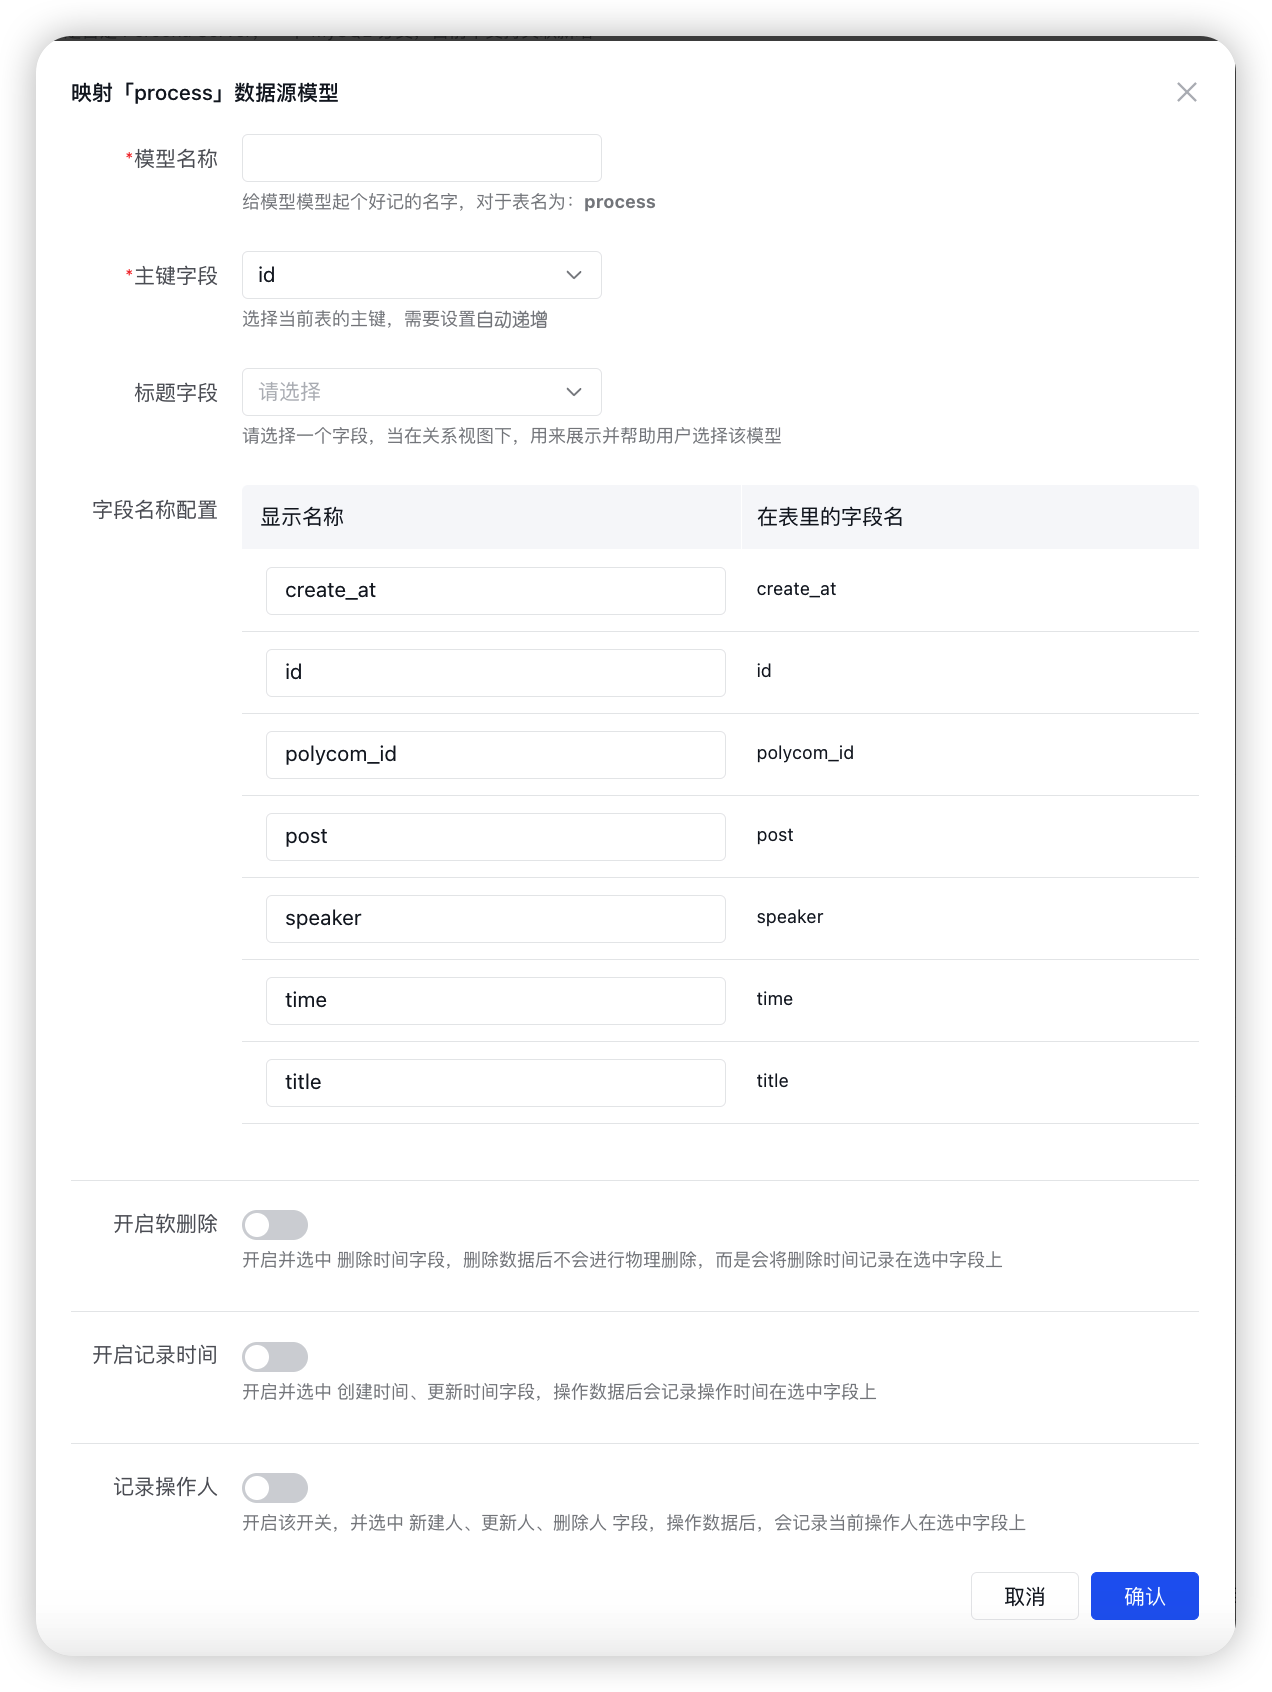 映射「process」数据源模型
*模型名称
给模型模型起个好记的名字，对于表名为：process
*主键字段 id
选择当前表的主键，需要设置自动递增
标题字段 请选择
请选择一个字段，当在关系视图下，用来展示并帮助用户选择该模型
字段名称配置 显示名称 在表里的字段名
create_at create_at
id id
polycom_id polycom_id
post post
speaker speaker
time time
title title
开启软删除
开启并选中 删除时间字段，删除数据后不会进行物理删除，而是会将删除时间记录在选中字段上
开启记录时间
开启并选中 创建时间、更新时间字段，操作数据后会记录操作时间在选中字段上
记录操作人
开启该开关，并选中 新建人、更新人、删除人 字段，操作数据后，会记录当前操作人在选中字段上
取消 确认